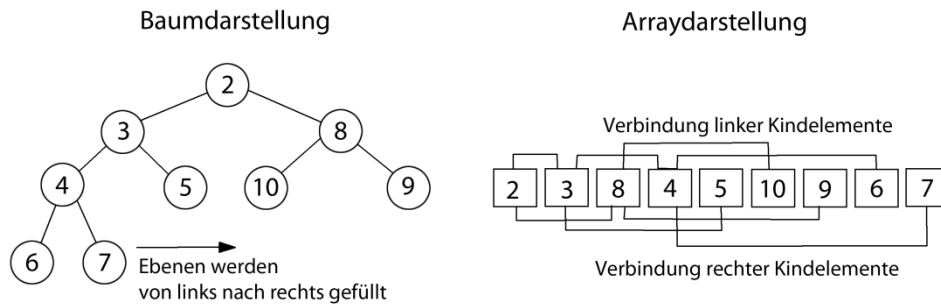 Baumdarstellung
2
3 8
4 5 10 9
6 7
Ebenen werden
von links nach rechts gefüllt
Arraydarstellung
Verbindung linker Kindelemente
2 3 8 4 5 10 9 6 7
Verbindung rechter Kindelemente